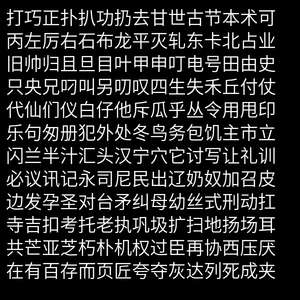 打巧正扑扒功扔去甘世古节本术可
丙左厉右石布龙平灭轧东卡北占业
旧帅归且旦目叶甲申叮电号田由史
只央兄叼叫另叨叹四生失禾丘付仗
代仙们仪白仔他斥瓜乎丛令用甩印
乐句匆册犯外处冬鸟务包饥主市立
闪兰半汁汇头汉宁穴它讨写让礼训
必议讯记永司尼民出辽奶奴加召皮
边发孕圣对台矛纠母幼丝式刑动扛
寺吉扣考托老执巩圾扩扫地扬场耳
共芒亚芝朽朴机权过臣再协西压厌
在有百存而页匠夸夺灰达列死成夹